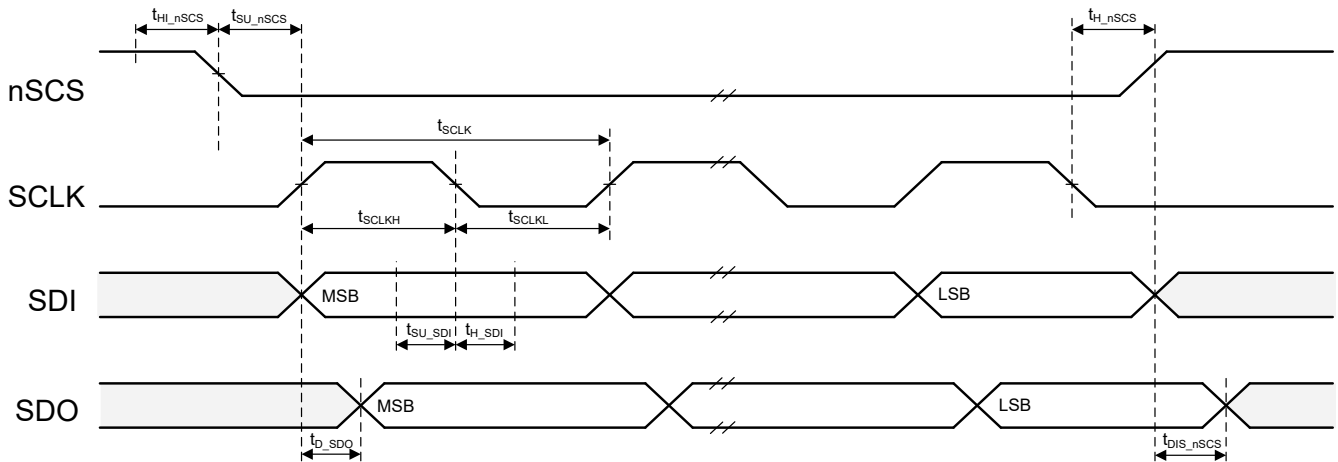 tHI_nSCS tSU_nSCS tH_nSCS
nSCS
tSCLK
SCLK
tSCLKH tSCLKL
SDI MSB LSB
tSU_SDI tH_SDI
SDO MSB LSB
tD_SDO tDIS_nSCS